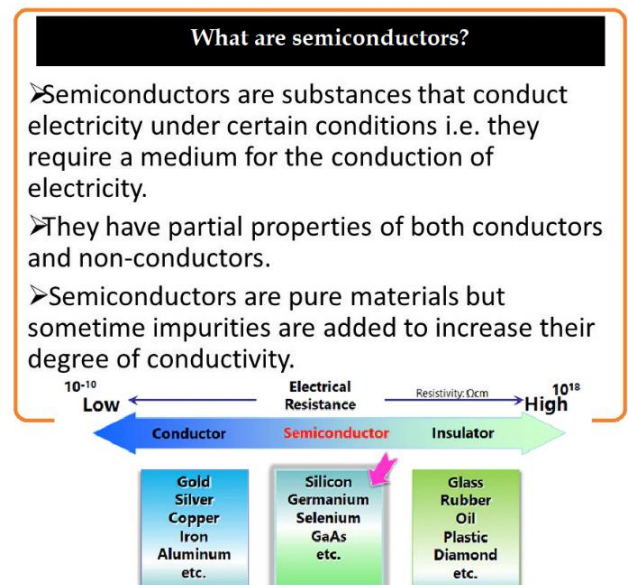 What are semiconductors?
➢Semiconductors are substances that conduct
electricity under certain conditions i.e. they
require a medium for the conduction of
electricity.
➢They have partial properties of both conductors
and non-conductors.
➢Semiconductors are pure materials but
sometime impurities are added to increase their
degree of conductivity.
10⁻¹⁰ Electrical Resistivity: Ωcm 10¹⁸
Low Resistance High
Conductor Semiconductor Insulator
Gold
Silver
Copper
Iron
Aluminum
etc.
Silicon
Germanium
Selenium
GaAs
etc.
Glass
Rubber
Oil
Plastic
Diamond
etc.